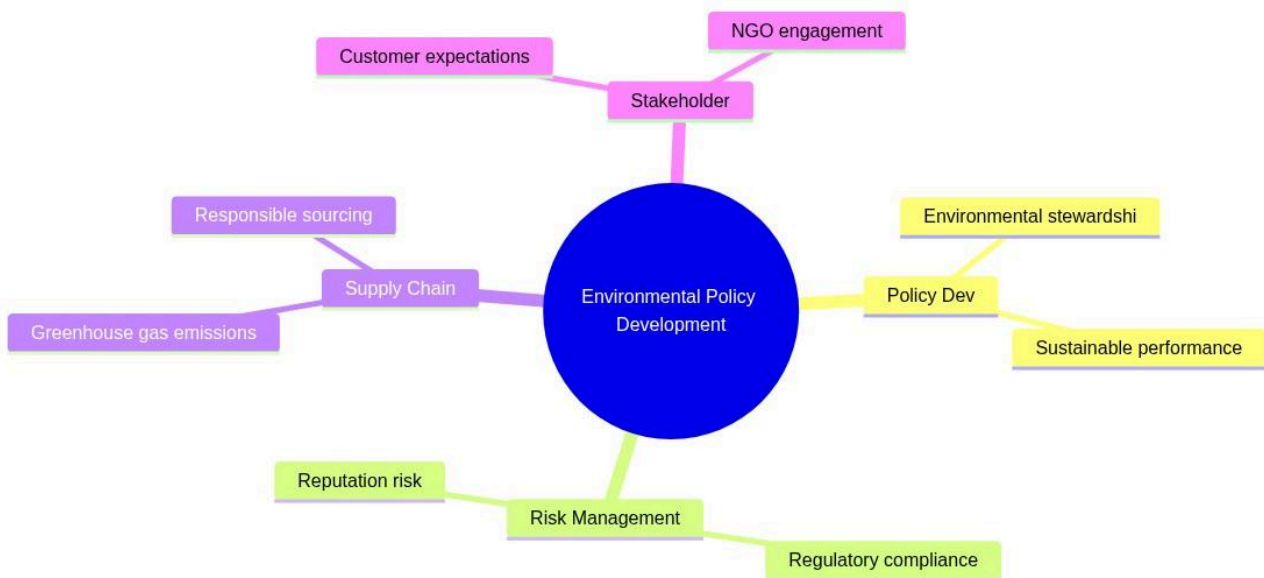 NGO engagement
Customer expectations
Stakeholder
Responsible sourcing
Supply Chain
Greenhouse gas emissions
Environmental Policy
Development
Environmental stewardshi
Policy Dev
Sustainable performance
Reputation risk
Risk Management
Regulatory compliance